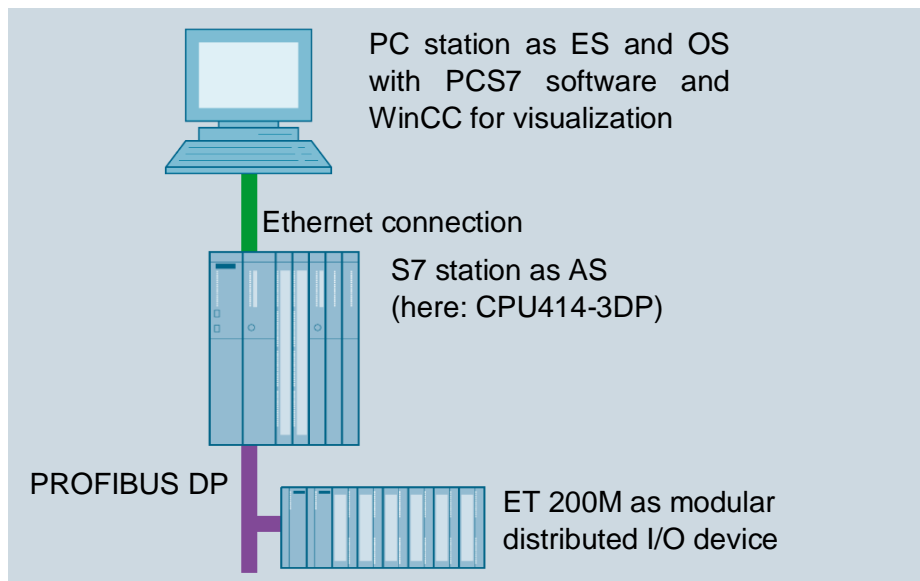 PC station as ES and OS
with PCS7 software and
WinCC for visualization
Ethernet connection
S7 station as AS
(here: CPU414-3DP)
PROFIBUS DP
ET 200M as modular
distributed I/O device